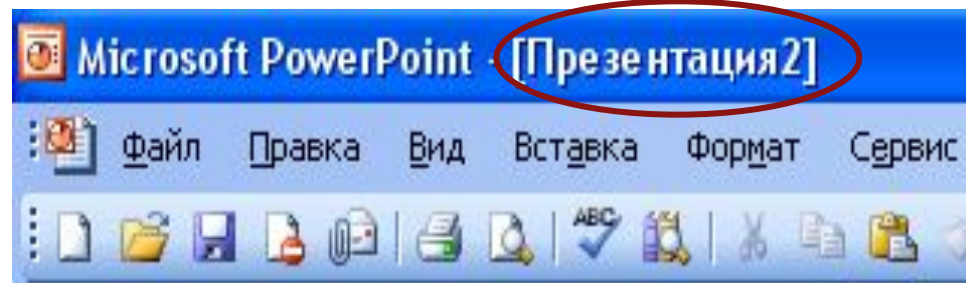 Microsoft PowerPoint - [Презентация2]
Файл Правка Вид Вставка Формат Сервис
ABC